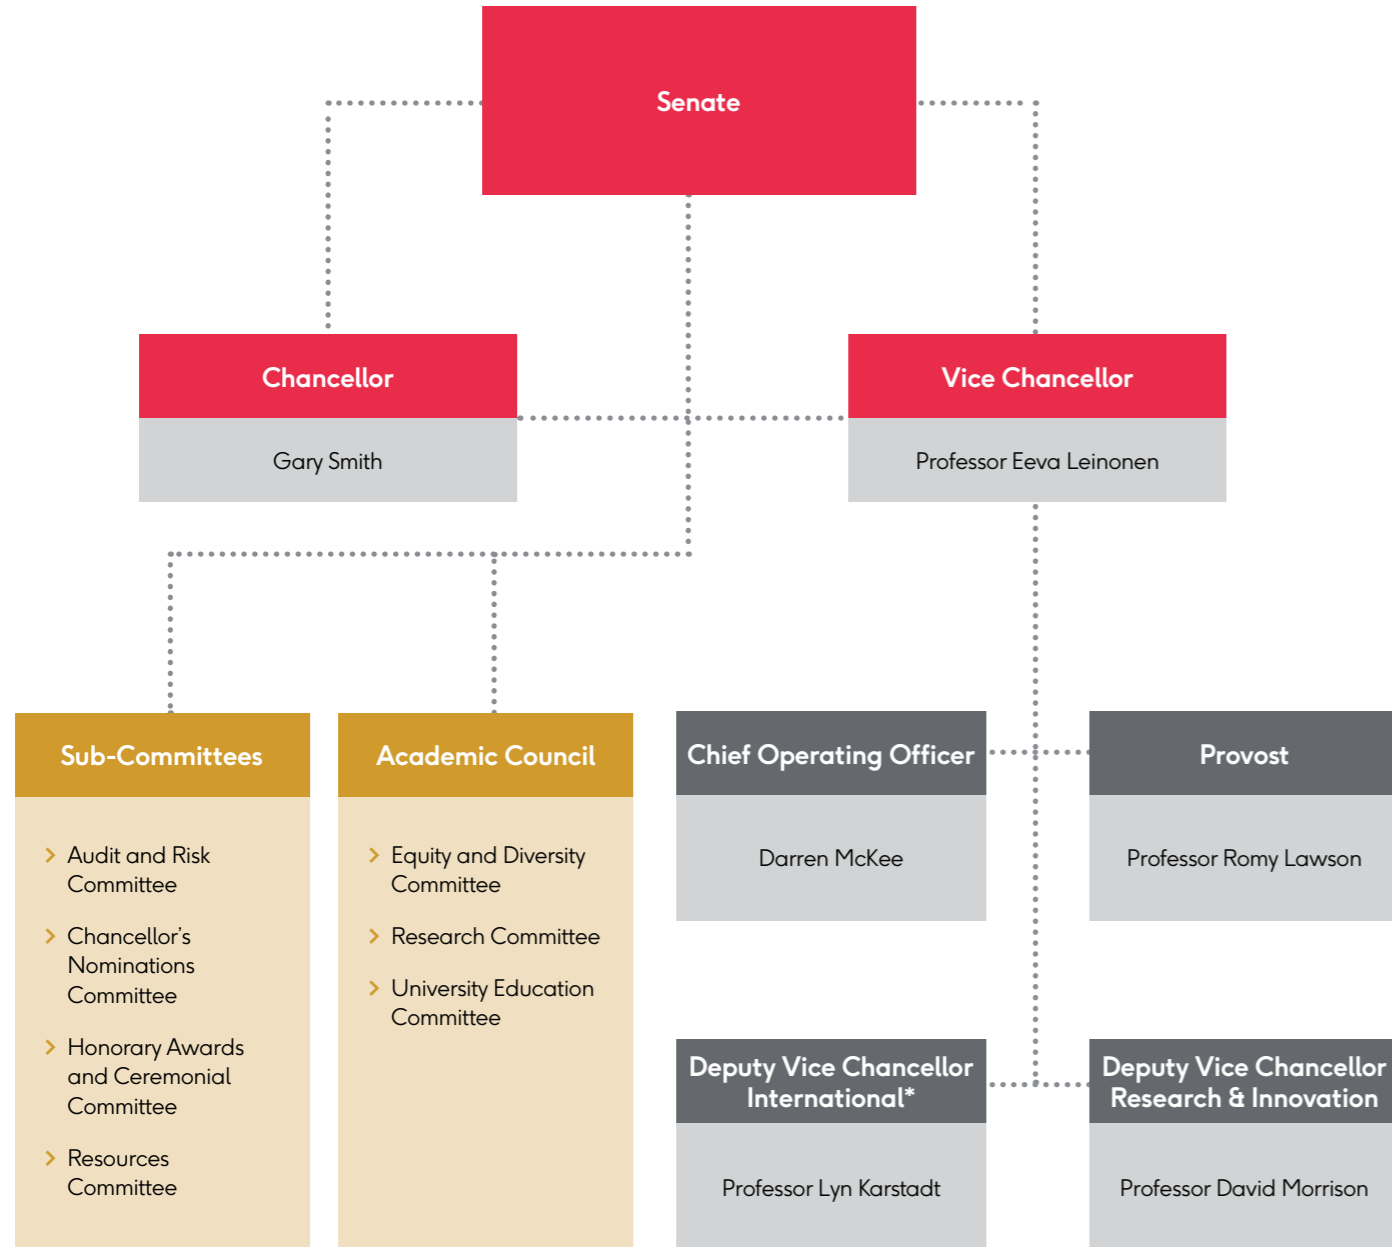 Senate
Chancellor
Gary Smith
Vice Chancellor
Professor Eeva Leinonen
Sub-Committees
Audit and Risk
Committee
Chancellor’s
Nominations
Committee
Honorary Awards
and Ceremonial
Committee
Resources
Committee
Academic Council
Equity and Diversity
Committee
Research Committee
University Education
Committee
Chief Operating Officer
Darren McKee
Provost
Professor Romy Lawson
Deputy Vice Chancellor
International*
Professor Lyn Karstadt
Deputy Vice Chancellor
Research & Innovation
Professor David Morrison